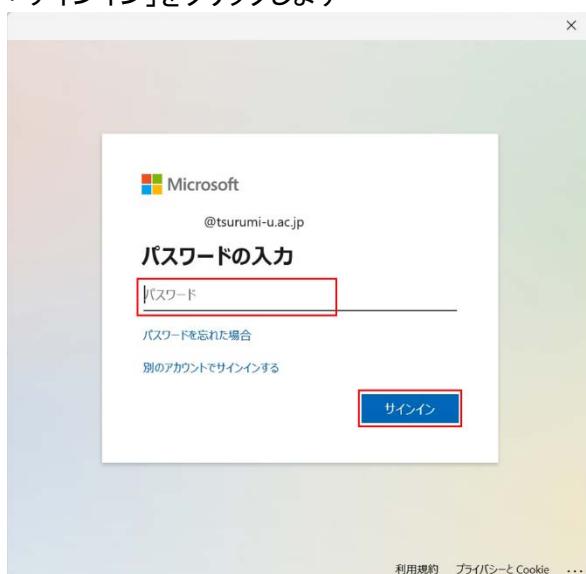 サインイン」をクリックします
Microsoft
@tsurumi-u.ac.jp
パスワードの入力
パスワード
パスワードを忘れた場合
別のアカウントでサインインする
サインイン
利用規約 プライバシーと Cookie ...